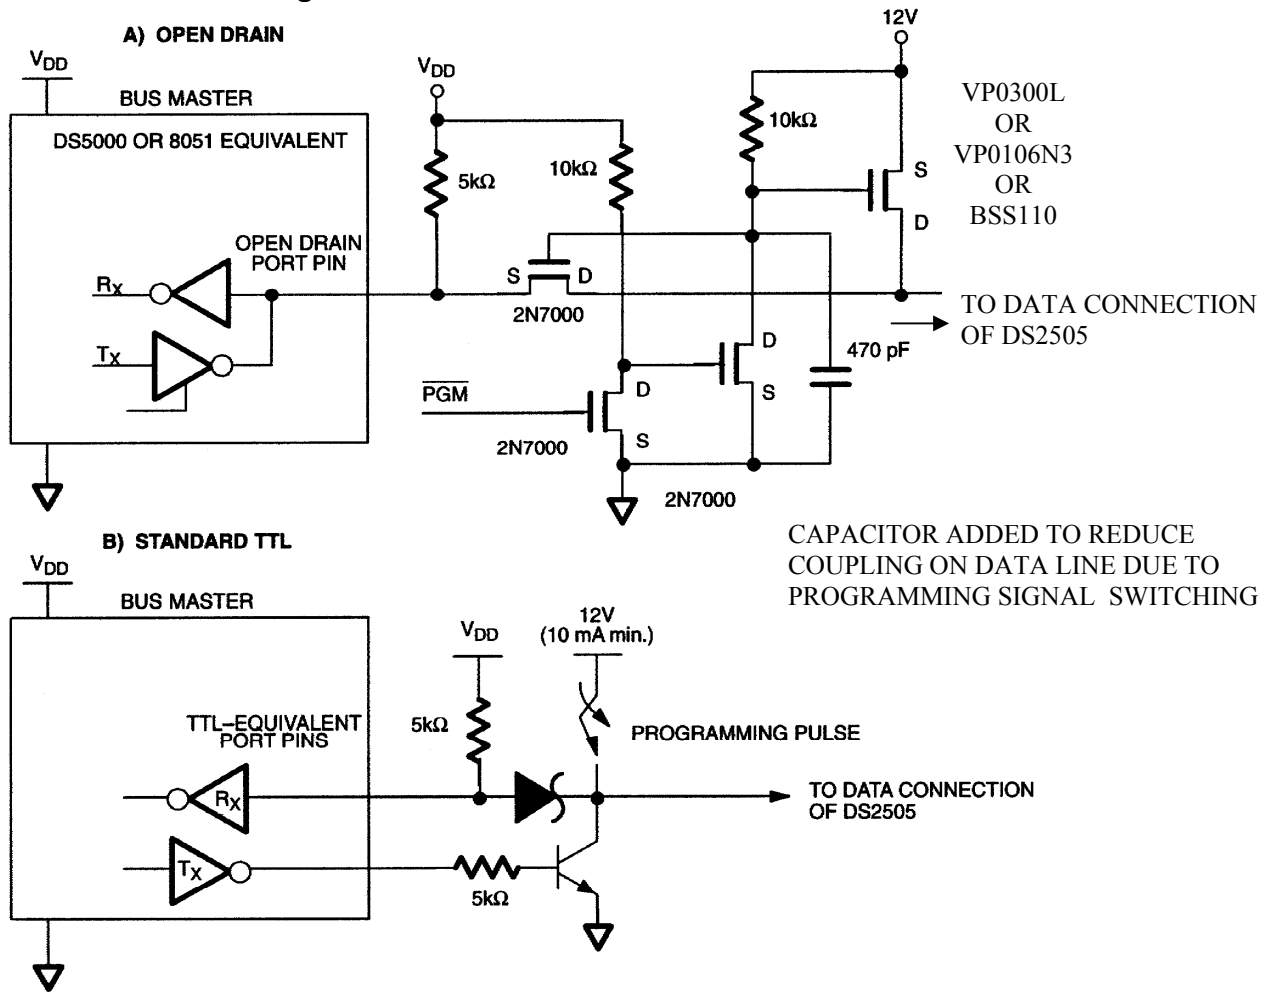 A) OPEN DRAIN
12V
VDD
VDD
BUS MASTER
VP0300L
OR
VP0106N3
OR
BSS110
DS5000 OR 8051 EQUIVALENT
10kΩ
5kΩ
10kΩ
S
D
OPEN DRAIN
PORT PIN
RX
S
D
2N7000
TO DATA CONNECTION
OF DS2505
TX
D
470 pF
S
PGM
D
S
2N7000
2N7000
CAPACITOR ADDED TO REDUCE
COUPLING ON DATA LINE DUE TO
PROGRAMMING SIGNAL SWITCHING
B) STANDARD TTL
VDD
BUS MASTER
VDD
12V
(10 mA min.)
5kΩ
TTL-EQUIVALENT
PORT PINS
PROGRAMMING PULSE
RX
TO DATA CONNECTION
OF DS2505
TX
5kΩ